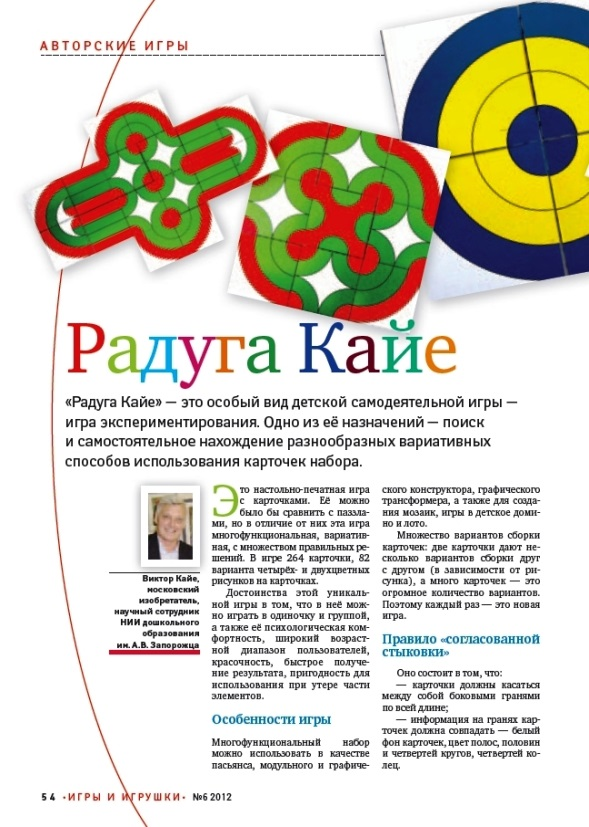 АВТОРСКИЕ ИГРЫ
Радуга Кайе
«Радуга Кайе» — это особый вид детской самодеятельной игры —
игра экспериментирования. Одно из её назначений — поиск
и самостоятельное нахождение разнообразных вариативных
способов использования карточек набора.
Виктор Кайе,
московский
изобретатель,
научный сотрудник
НИИ дошкольного
образования
им. А.В. Запорожца
Это настольно-печатная игра
с карточками. Её можно
было бы сравнить с пазла-
ми, но в отличие от них эта игра
многофункциональная, вариатив-
ная, с множеством правильных ре-
шений. В игре 264 карточки, 82
варианта четырёх- и двухцветных
рисунков на карточках.
Достоинства этой уникаль-
ной игры в том, что в неё мож-
но играть в одиночку и группой,
а также её психологическая ком-
фортность, широкий возраст-
ной диапазон пользователей,
красочность, быстрое получе-
ние результата, пригодность для
использования при утере части
элементов.
Особенности игры
Многофункциональный набор
можно использовать в качестве
пасьянса, модульного и графиче-
ского конструктора, графического
трансформера, а также для созда-
ния мозаик, игры в детское доми-
но и лото.
Множество вариантов сборки
карточек: две карточки дают не-
сколько вариантов сборки друг
с другом (в зависимости от ри-
сунка), а много карточек — это
огромное количество вариантов.
Поэтому каждый раз — это новая
игра.
Правило «согласованной
стыковки»
Оно состоит в том, что:
— карточки должны касаться
между собой боковыми гранями
по всей длине;
— информация на гранях кар-
точек должна совпадать — белый
фон карточек, цвет полос, половин
и четвертей кругов, четвертей ко-
лец.
54 •ИГРЫ И ИГРУШКИ• №6 2012